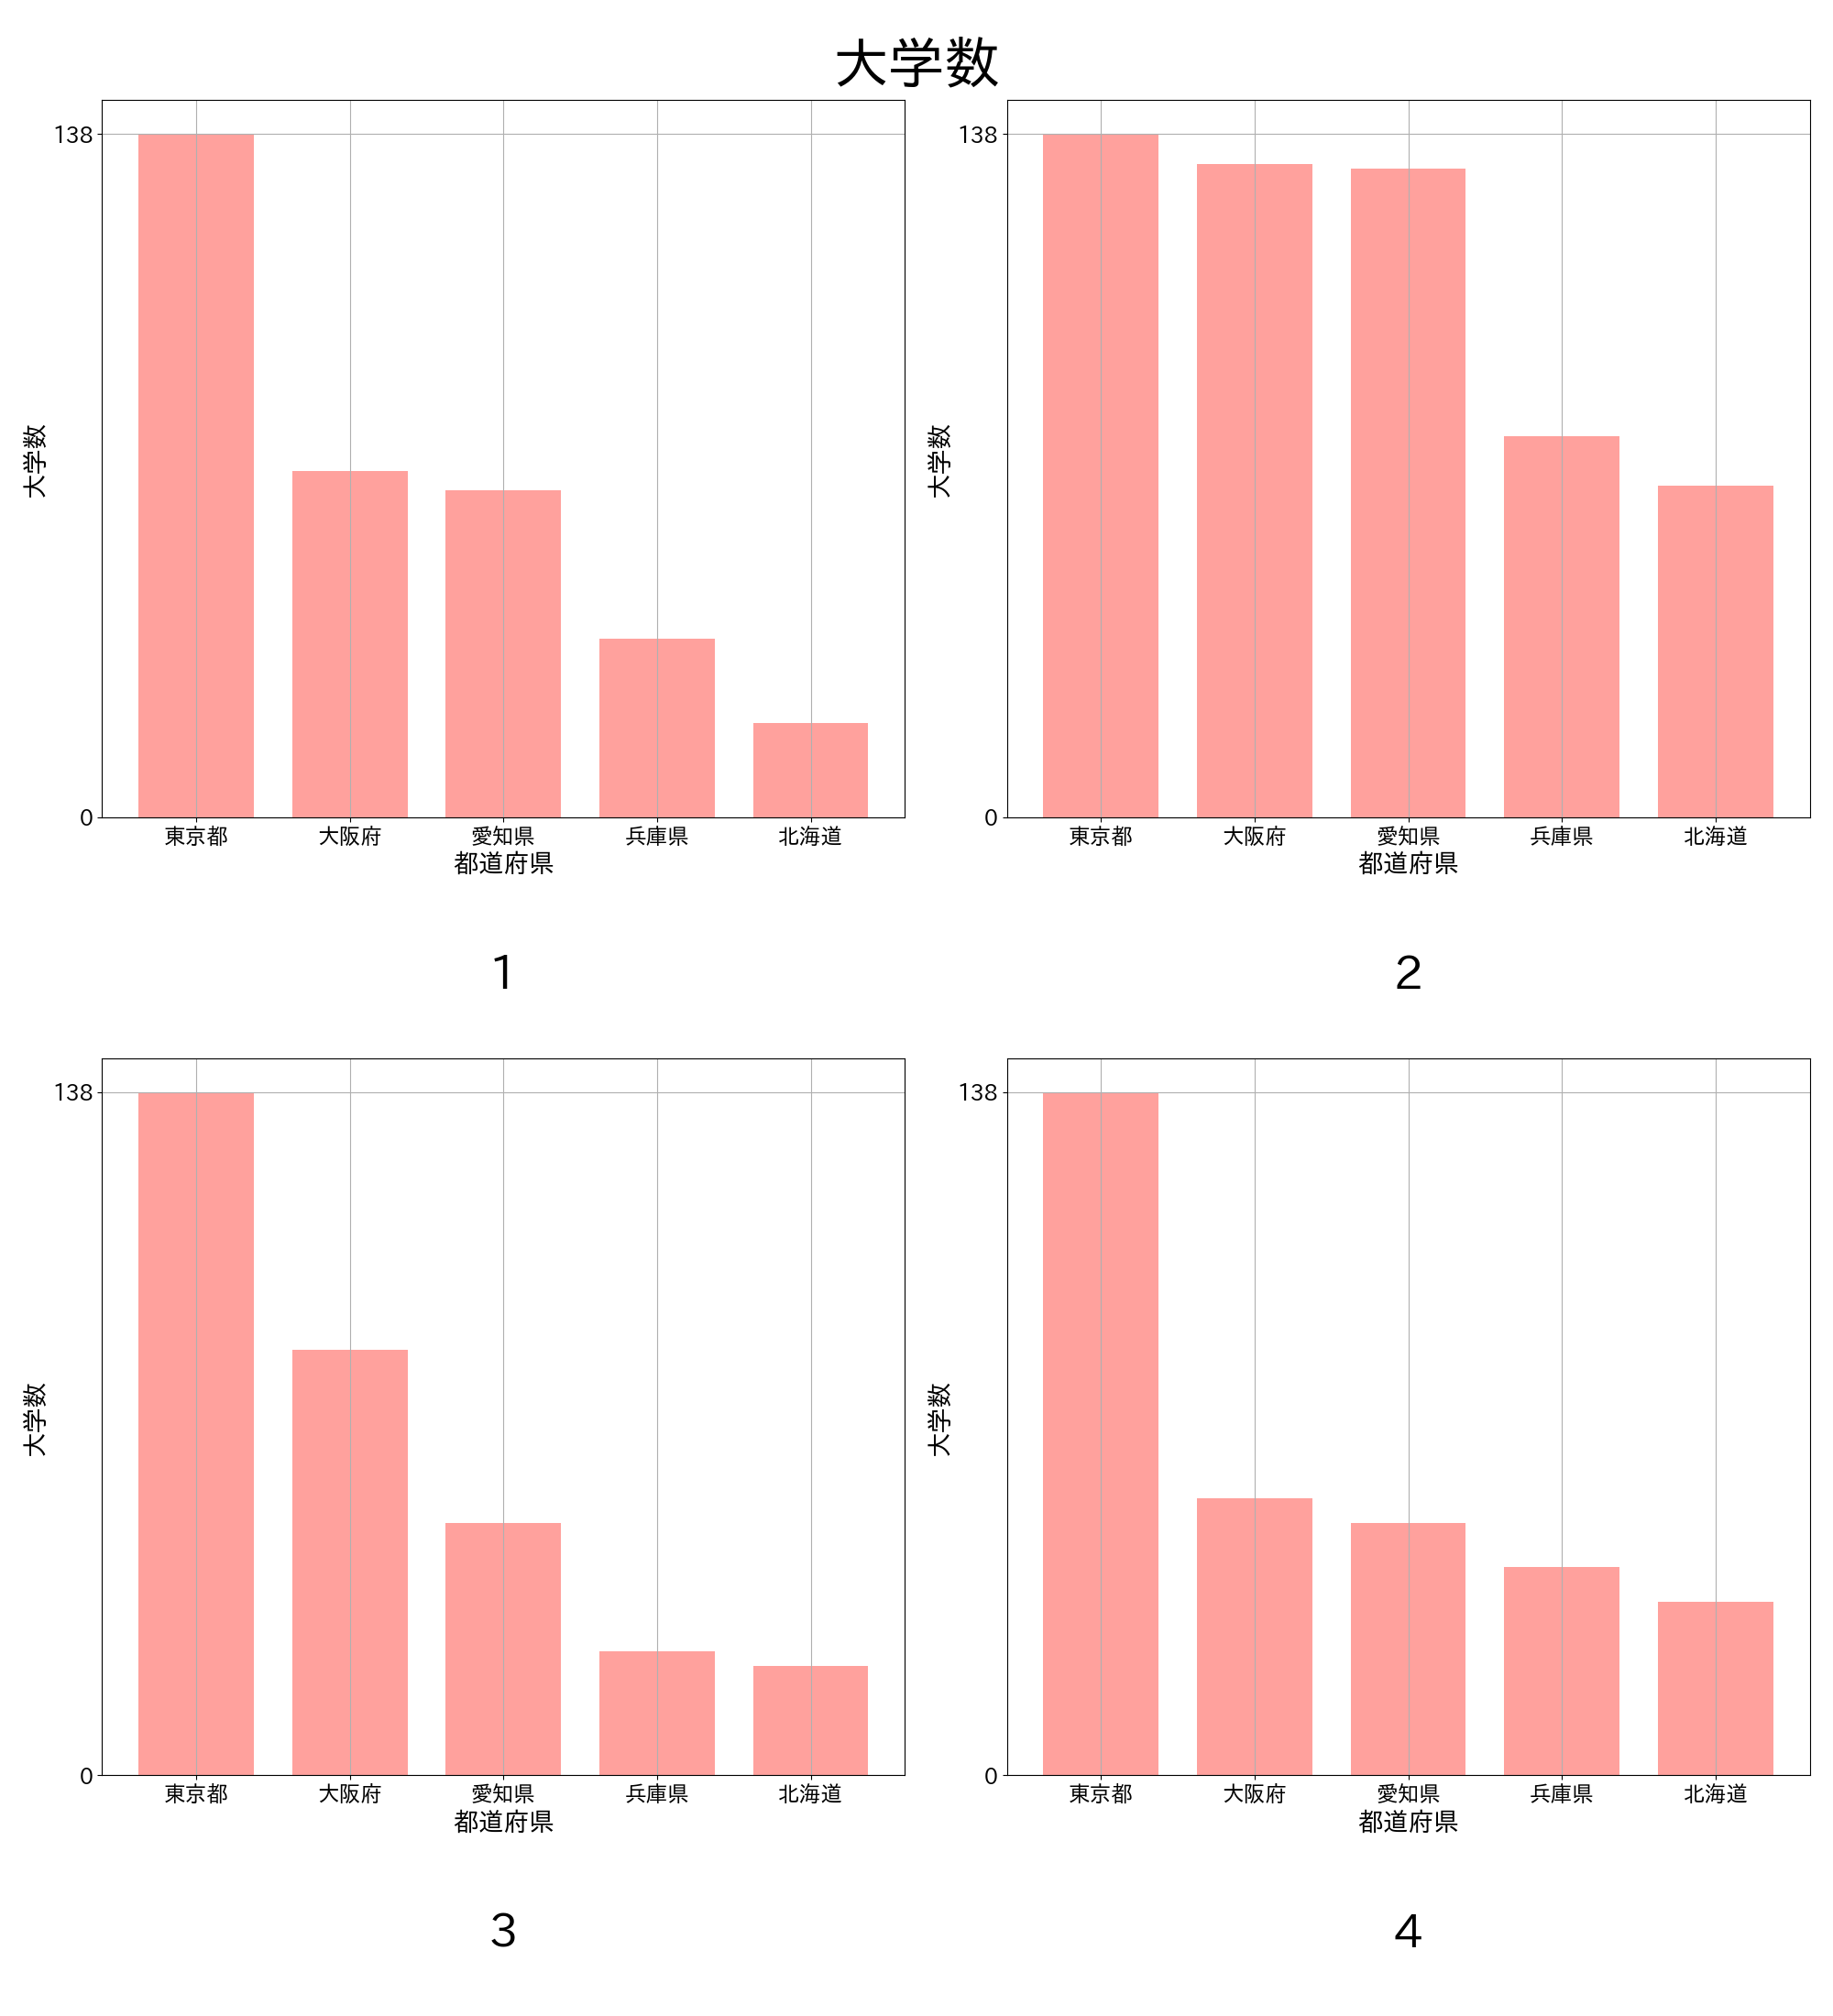 大学数
138
0
大学数
東京都 大阪府 愛知県 兵庫県 北海道
都道府県
1
138
0
大学数
東京都 大阪府 愛知県 兵庫県 北海道
都道府県
2
138
0
大学数
東京都 大阪府 愛知県 兵庫県 北海道
都道府県
3
138
0
大学数
東京都 大阪府 愛知県 兵庫県 北海道
都道府県
4